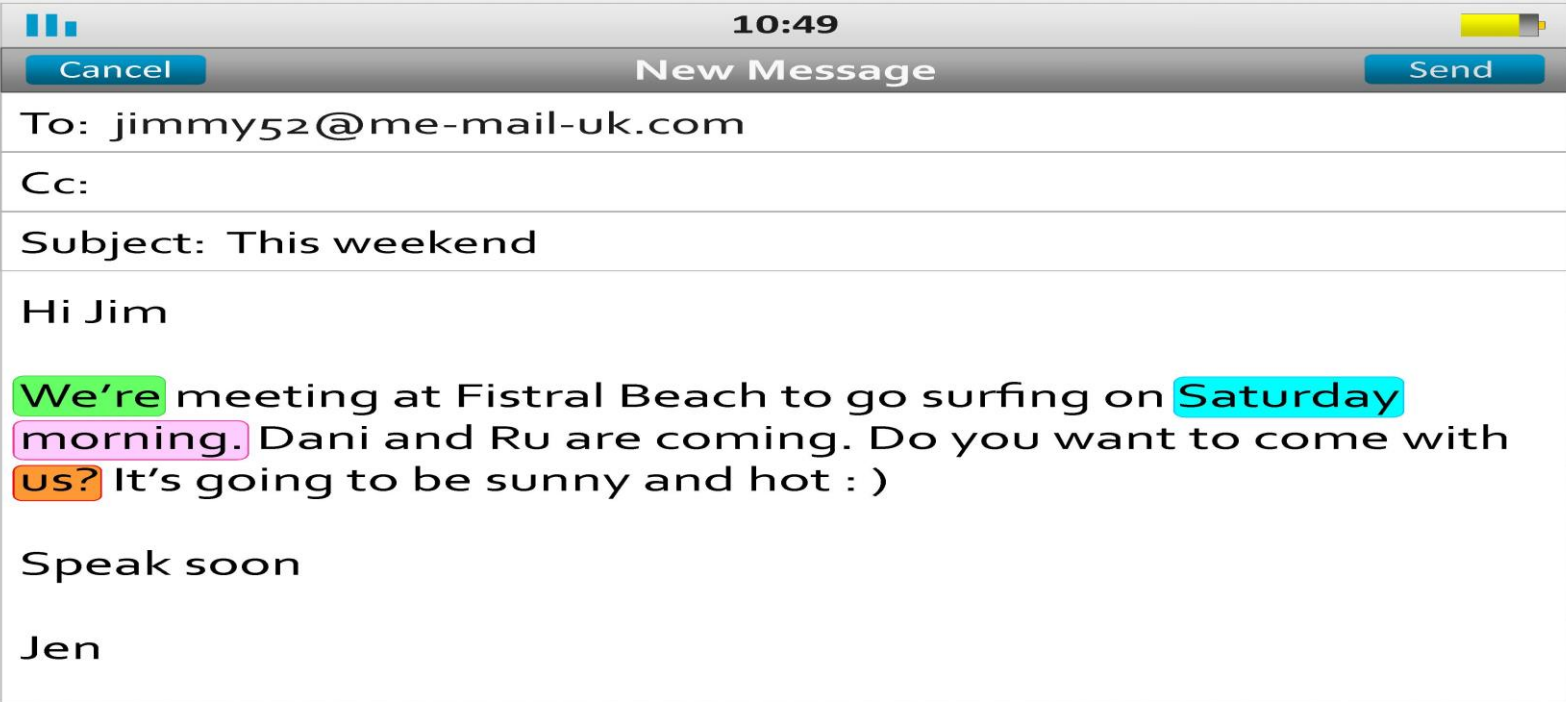 10:49
Cancel New Message Send
To: jimmy52@me-mail-uk.com
Cc:
Subject: This weekend
Hi Jim
We’re meeting at Fistral Beach to go surfing on Saturday
morning. Dani and Ru are coming. Do you want to come with
us? It’s going to be sunny and hot : )
Speak soon
Jen